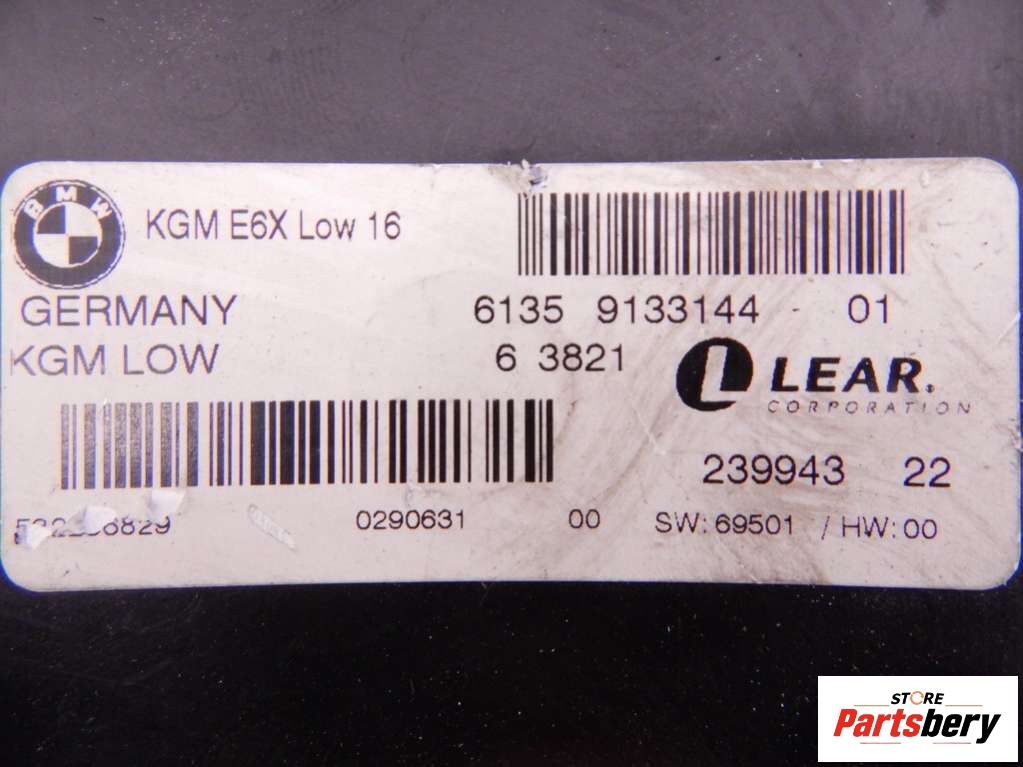 BMW
KGM E6X Low 16
GERMANY 6135 9133144 01
KGM LOW 6 3821
LEAR.
CORPORATION
239943 22
0290631 00 SW: 69501 / HW: 00
STORE
Partsbery